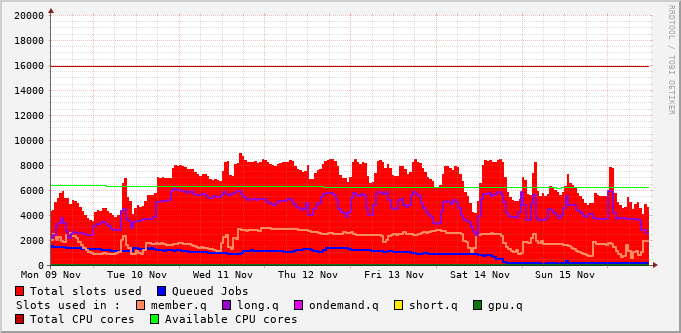 20000
18000
16000
14000
12000
10000
8000
6000
4000
2000
0
Mon 09 Nov Tue 10 Nov Wed 11 Nov Thu 12 Nov Fri 13 Nov Sat 14 Nov Sun 15 Nov
Total slots used Queued Jobs
Slots used in : member.q long.q ondemand.q short.q gpu.q
Total CPU cores Available CPU cores
RRDTOOL / TOBI OETIKER